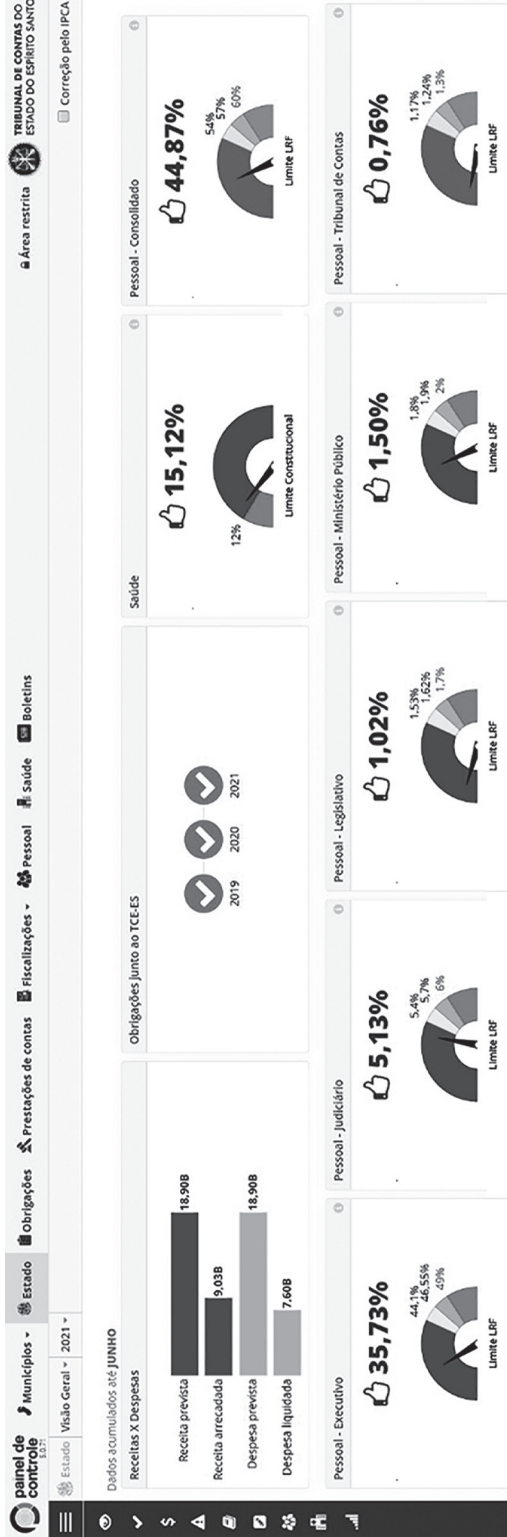 painel de controle
5.0.71
Municípios
Estado
Obrigações
Prestações de contas
Fiscalizações
Pessoal
Saúde
Boletins
Área restrita
TRIBUNAL DE CONTAS DO
ESTADO DO ESPÍRITO SANTO
Estado
Visão Geral
2021
Correção pelo IPCA
Dados acumulados até JUNHO
Receitas X Despesas
Receita prevista 18,90B
Receita arrecadada 9,03B
Despesa prevista 18,90B
Despesa liquidada 7,60B
Obrigações junto ao TCE-ES
2019 2020 2021
Saúde
15,12%
12%
Limite Constitucional
Pessoal - Consolidado
44,87%
54%
57%
60%
Limite LRF
Pessoal - Executivo
35,73%
44,1%
46,55%
49%
Limite LRF
Pessoal - Judiciário
5,13%
5,4%
5,7%
6%
Limite LRF
Pessoal - Legislativo
1,02%
1,53%
1,62%
1,7%
Limite LRF
Pessoal - Ministério Público
1,50%
1,8%
1,9%
2%
Limite LRF
Pessoal - Tribunal de Contas
0,76%
1,17%
1,24%
1,3%
Limite LRF